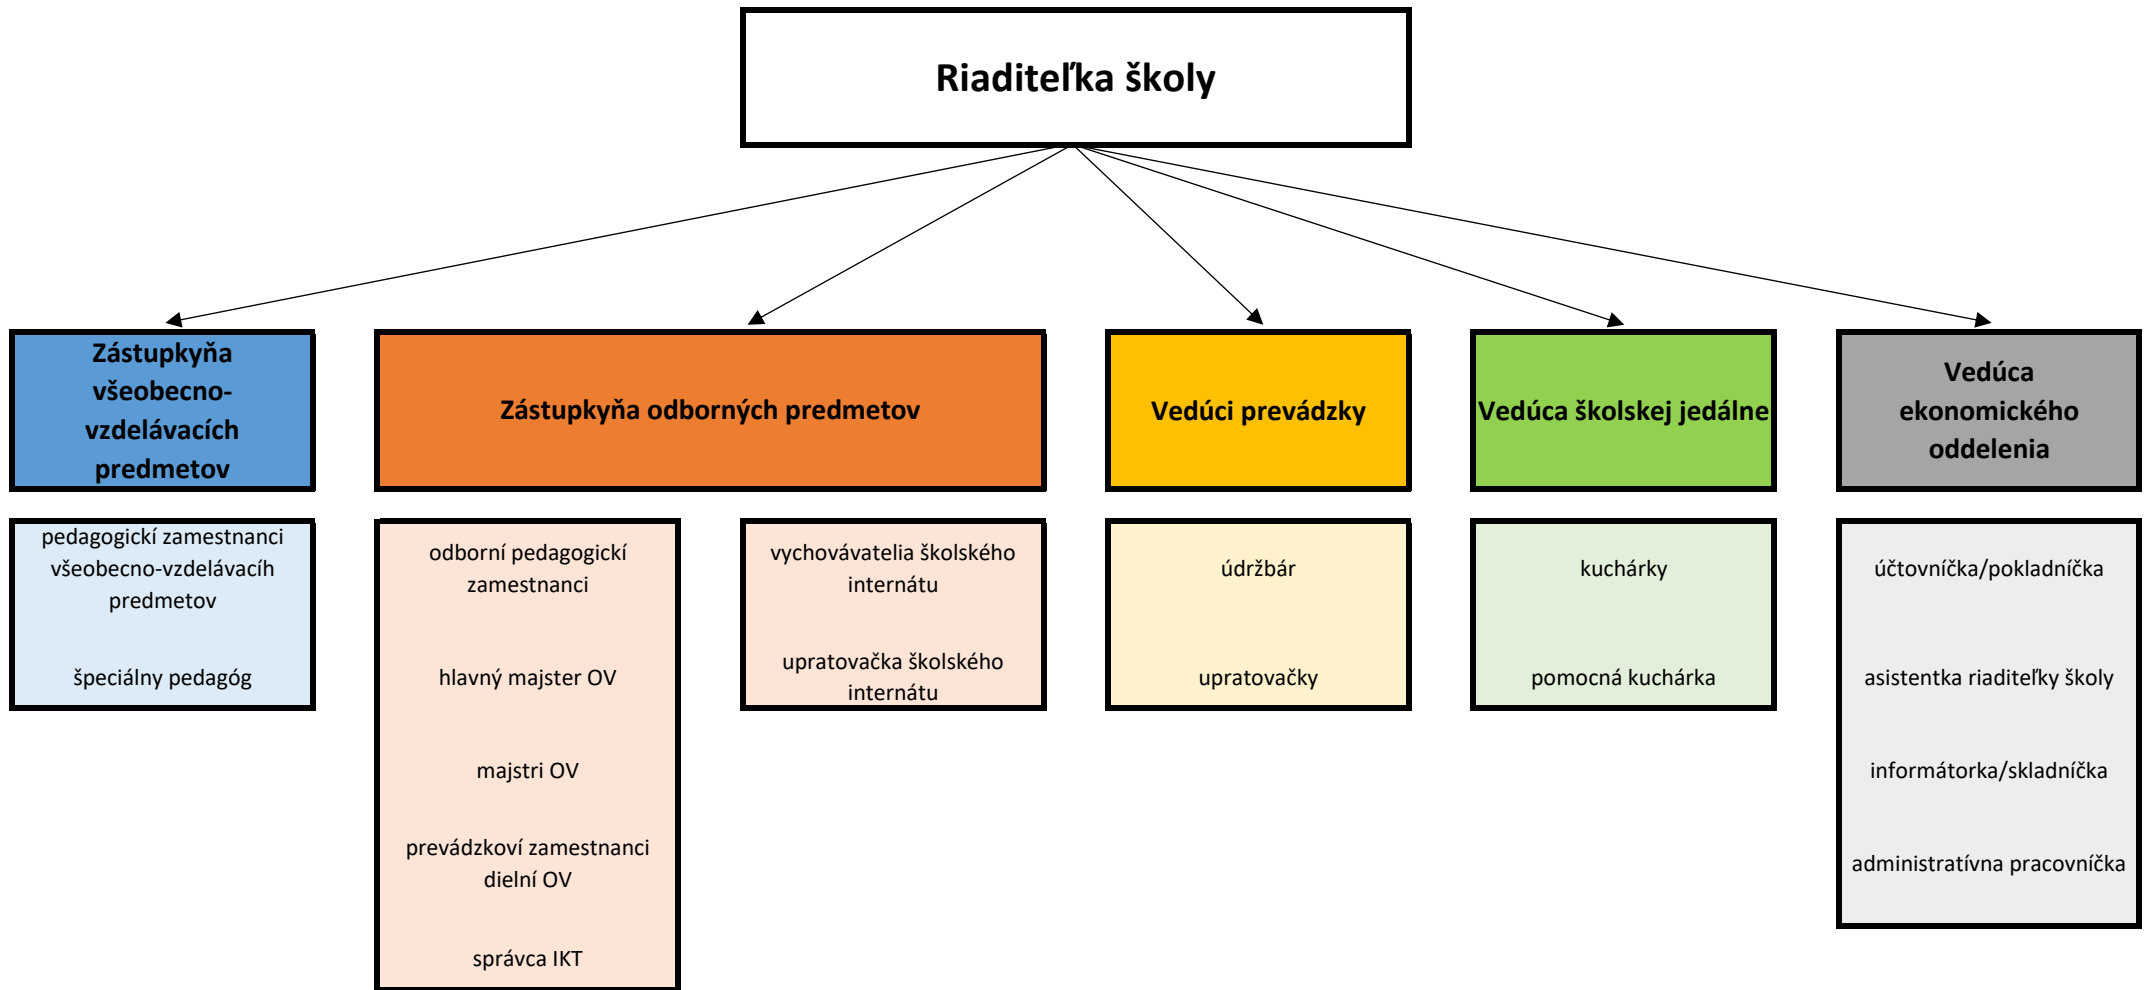 Riaditeľka školy
Zástupkyňa
všeobecno-
vzdelávacích
predmetov
Zástupkyňa odborných predmetov
Vedúci prevádzky
Vedúca školskej jedálne
Vedúca
ekonomického
oddelenia
pedagogickí zamestnanci
všeobecno-vzdelávacíh
predmetov
špeciálny pedagóg
odborní pedagogickí
zamestnanci
hlavný majster OV
majstri OV
prevádzkoví zamestnanci
dielní OV
správca IKT
vychovávatelia školského
internátu
upratovačka školského
internátu
údržbár
upratovačky
kuchárky
pomocná kuchárka
účtovníčka/pokladníčka
asistentka riaditeľky školy
informátorka/skladníčka
administratívna pracovníčka